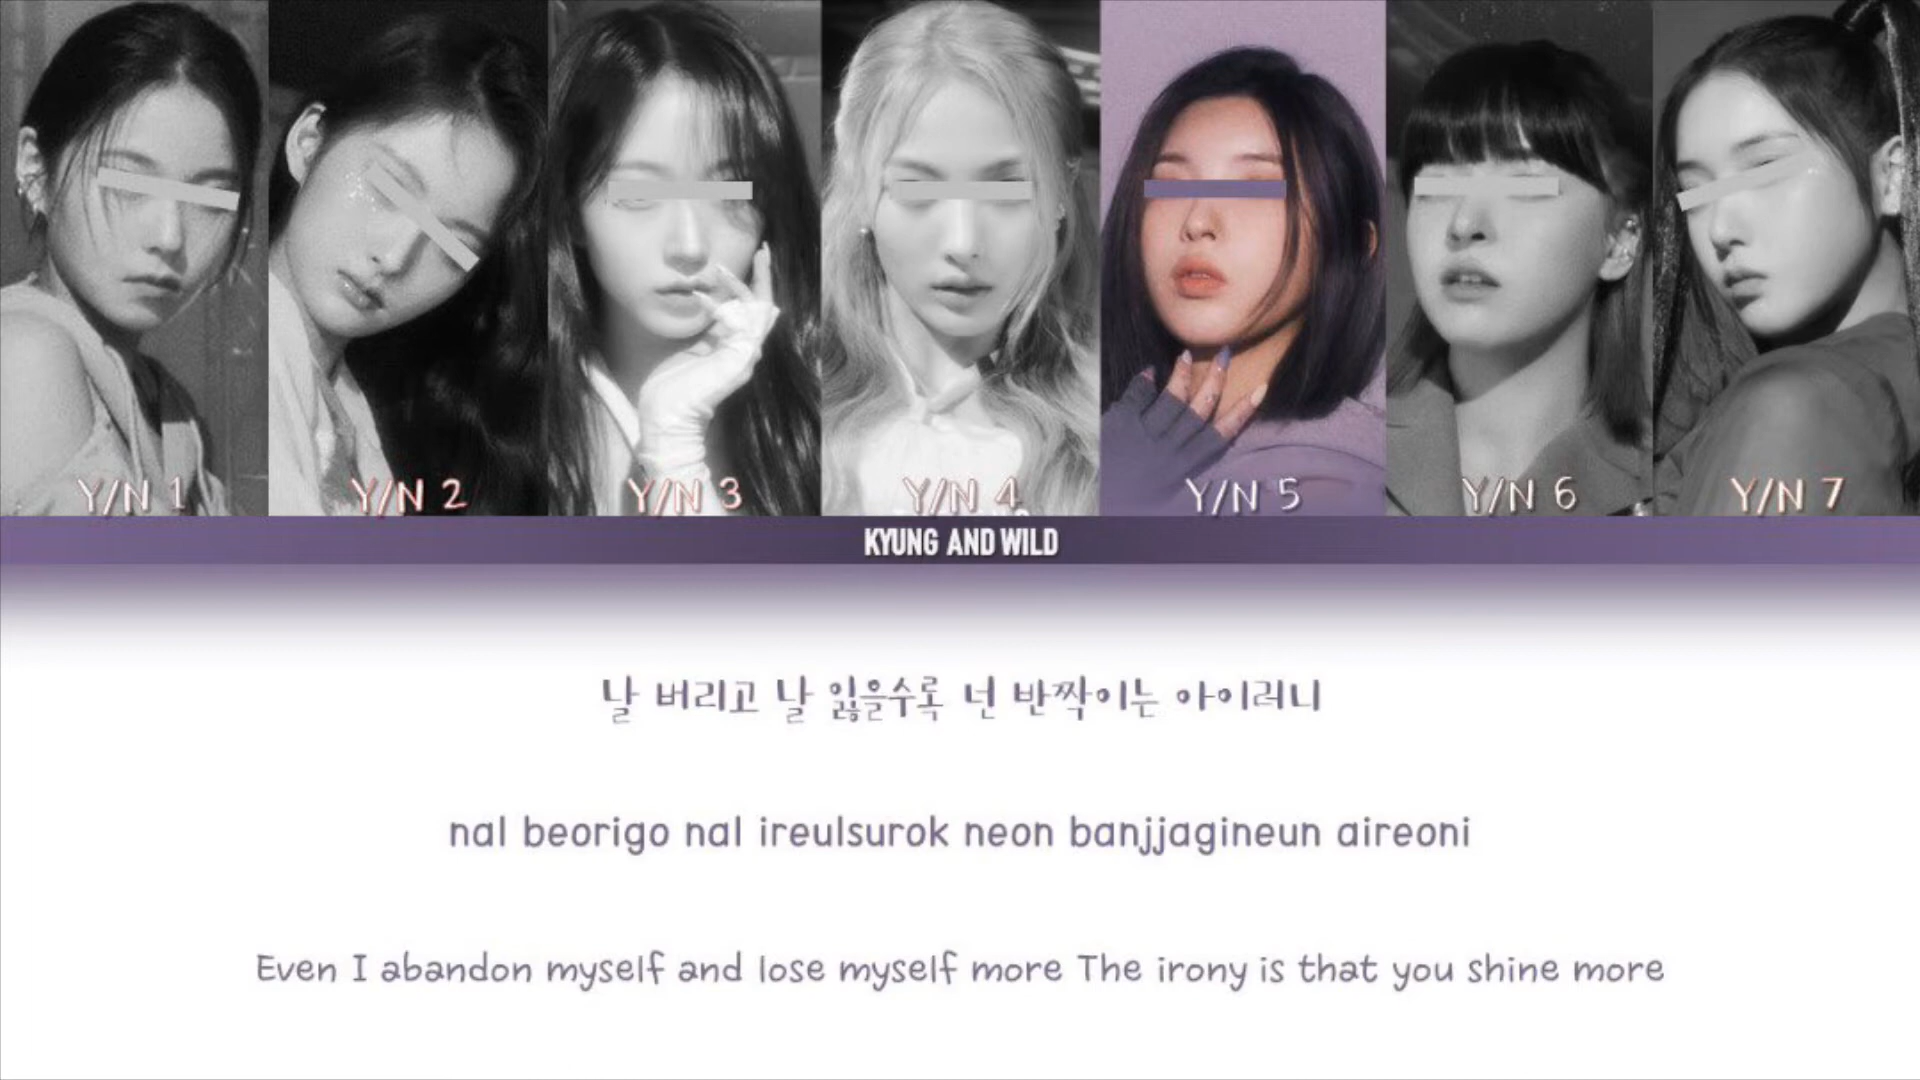 Y/N 1
Y/N 2
Y/N 3
Y/N 4
Y/N 5
Y/N 6
Y/N 7
KYUNG AND WILD
날 버리고 날 잃을수록 넌 반짝이는 아이러니
nal beorigo nal ireulsurok neon banjjagineun aireoni
Even I abandon myself and lose myself more The irony is that you shine more